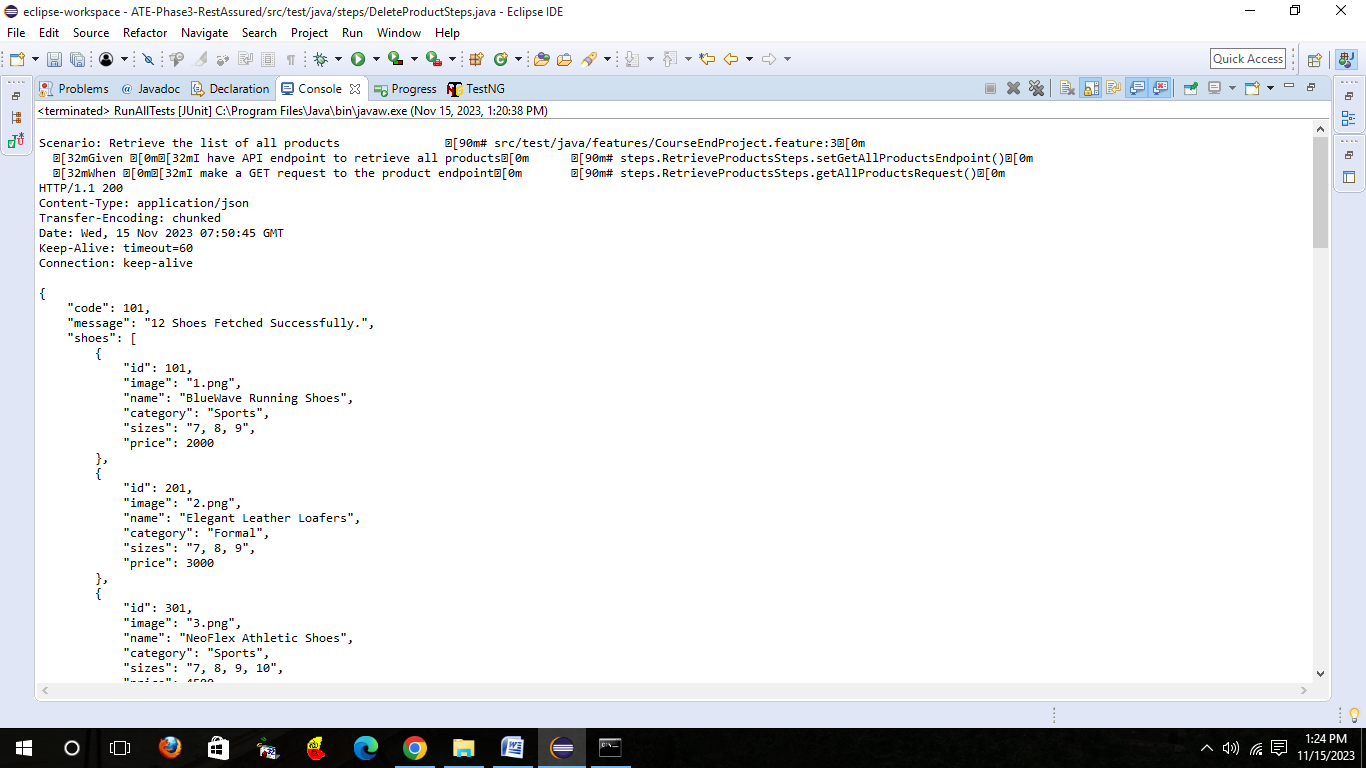 eclipse-workspace - ATE-Phase3-RestAssured/src/test/java/steps/DeleteProductSteps.java - Eclipse IDE
File Edit Source Refactor Navigate Search Project Run Window Help
Quick Access
Problems @ Javadoc Declaration Console Progress TestNG
<terminated> RunAllTests [JUnit] C:\Program Files\Java\bin\javaw.exe (Nov 15, 2023, 1:20:38 PM)
Scenario: Retrieve the list of all products [90m# src/test/java/features/CourseEndProject.feature:3[0m
[32mGiven [0m[32mI have API endpoint to retrieve all products[0m [90m# steps.RetrieveProductsSteps.setGetAllProductsEndpoint()[0m
[32mWhen [0m[32mI make a GET request to the product endpoint[0m [90m# steps.RetrieveProductsSteps.getAllProductsRequest()[0m
HTTP/1.1 200
Content-Type: application/json
Transfer-Encoding: chunked
Date: Wed, 15 Nov 2023 07:50:45 GMT
Keep-Alive: timeout=60
Connection: keep-alive
{
"code": 101,
"message": "12 Shoes Fetched Successfully.",
"shoes": [
{
"id": 101,
"image": "1.png",
"name": "BlueWave Running Shoes",
"category": "Sports",
"sizes": "7, 8, 9",
"price": 2000
},
{
"id": 201,
"image": "2.png",
"name": "Elegant Leather Loafers",
"category": "Formal",
"sizes": "7, 8, 9",
"price": 3000
},
{
"id": 301,
"image": "3.png",
"name": "NeoFlex Athletic Shoes",
"category": "Sports",
"sizes": "7, 8, 9, 10",
1:24 PM
11/15/2023